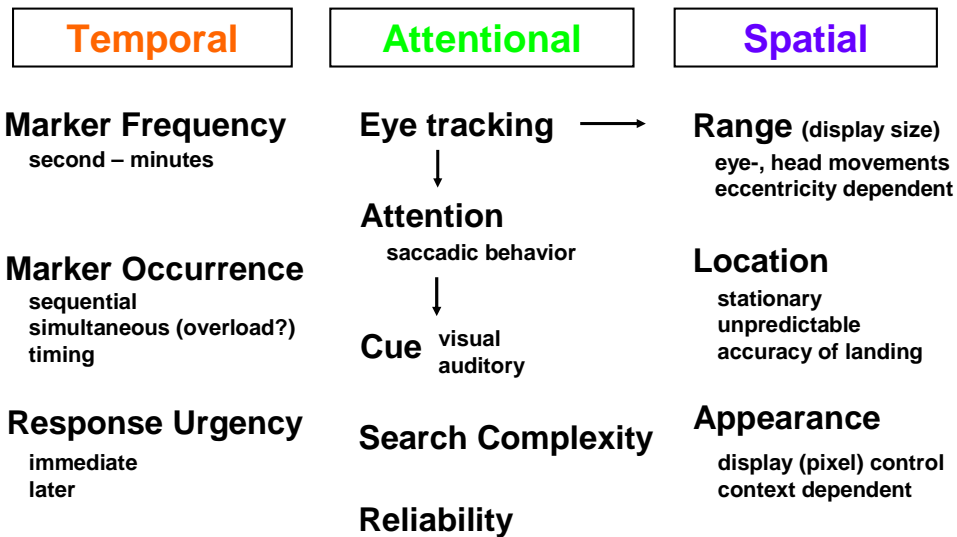 Temporal
Marker Frequency
second – minutes
Marker Occurrence
sequential
simultaneous (overload?)
timing
Response Urgency
immediate
later
Attentional
Eye tracking
Attention
saccadic behavior
Cue visual
auditory
Search Complexity
Reliability
Spatial
Range (display size)
eye-, head movements
eccentricity dependent
Location
stationary
unpredictable
accuracy of landing
Appearance
display (pixel) control
context dependent